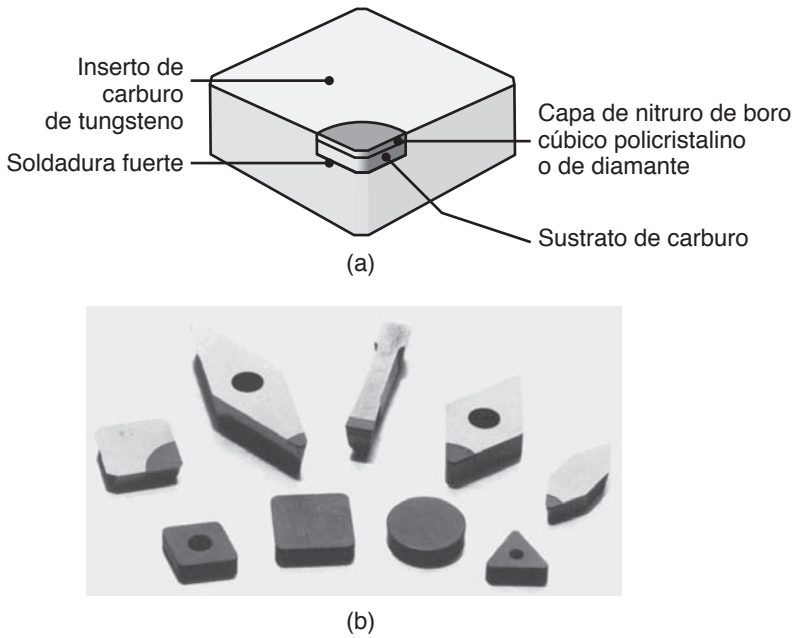 Inserto de
carburo
de tungsteno
Soldadura fuerte
Capa de nitruro de boro
cúbico policristalino
o de diamante
Sustrato de carburo
(a)
(b)